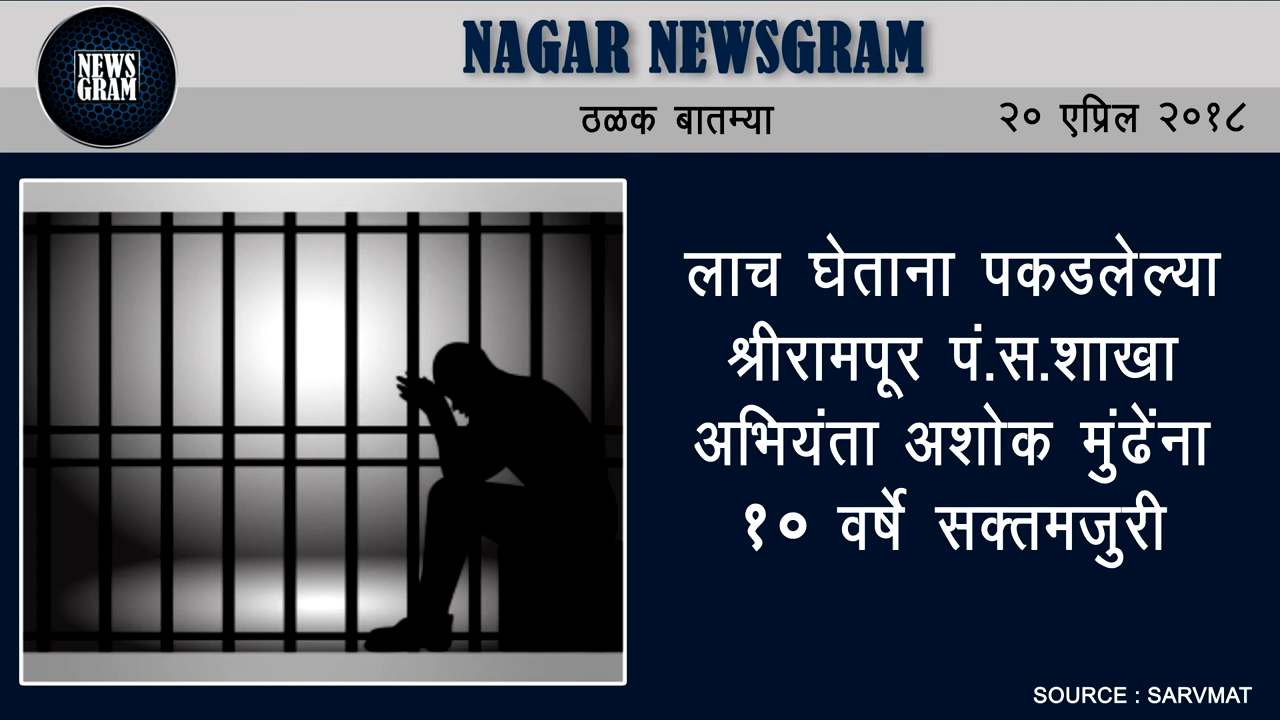 NEWS
GRAM
NAGAR NEWSGRAM
ठळक बातम्या
२० एप्रिल २०१८
लाच घेताना पकडलेल्या
श्रीरामपूर पं.स.शाखा
अभियंता अशोक मुंढेंना
१० वर्षे सक्तमजुरी
SOURCE : SARVMAT